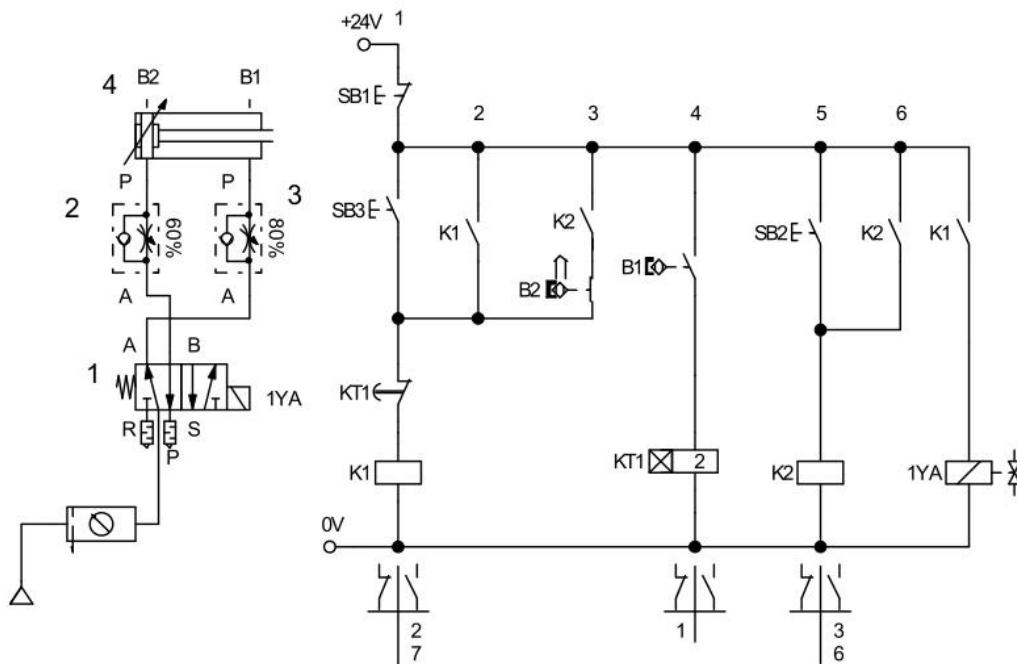 +24V 1
4 B2 B1
SB1
2 3 4 5 6
P P
2 3
60% 80%
SB3 K1 K2 SB2 K2 K1
B2 B1
A A
A B
1 1YA
R S
P
KT1
K1 KT1 2 K2 1YA
0V
2 1 3
7 6